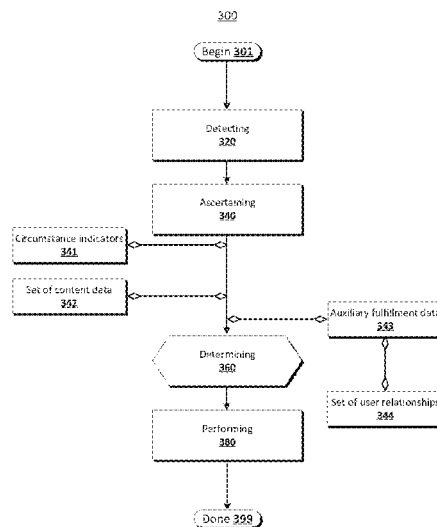 300
Begin 301
Detecting
320
Ascertaining
340
Circumstance indicators
341
Set of content data
342
Auxiliary fulfillment data
343
Determining
360
Set of user relationships
344
Performing
380
Done 399